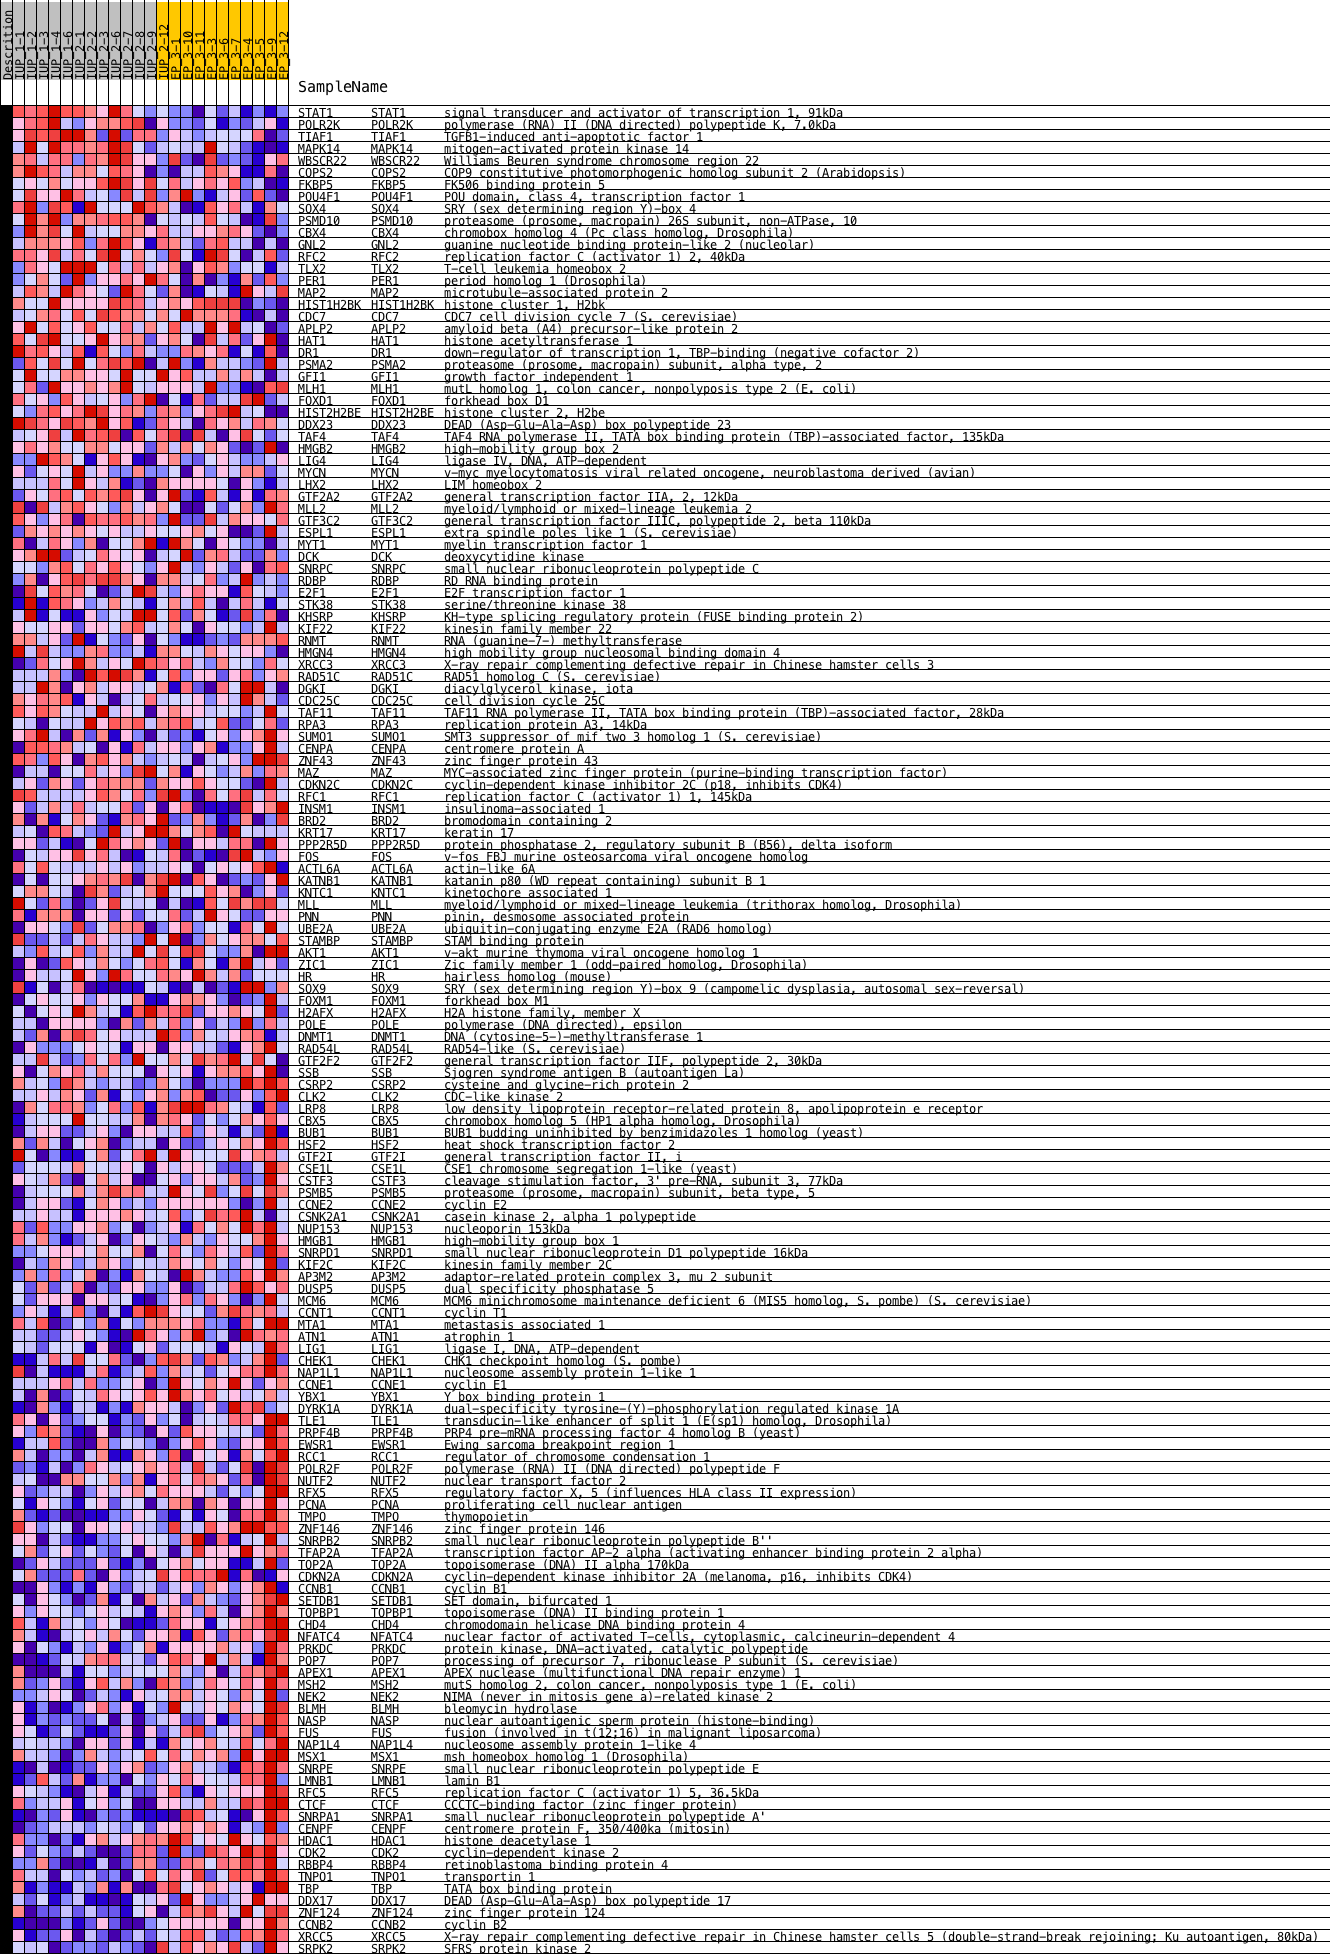 Descrition
IUP_1-1
IUP_1-2
IUP_1-3
IUP_1-4
IUP_1-6
IUP_2-1
IUP_2-2
IUP_2-3
IUP_2-6
IUP_2-7
IUP_2-8
IUP_2-9
IUP_2-12
EP_3-1
EP_3-10
EP_3-11
EP_3-3
EP_3-6
EP_3-7
EP_3-4
EP_3-5
EP_3-9
EP_3-12
SampleName
STAT1 STAT1 signal transducer and activator of transcription 1, 91kDa
POLR2K POLR2K polymerase (RNA) II (DNA directed) polypeptide K, 7.0kDa
TIAF1 TIAF1 TGFB1-induced anti-apoptotic factor 1
MAPK14 MAPK14 mitogen-activated protein kinase 14
WBSCR22 WBSCR22 Williams Beuren syndrome chromosome region 22
COPS2 COPS2 COP9 constitutive photomorphogenic homolog subunit 2 (Arabidopsis)
FKBP5 FKBP5 FK506 binding protein 5
POU4F1 POU4F1 POU domain, class 4, transcription factor 1
SOX4 SOX4 SRY (sex determining region Y)-box 4
PSMD10 PSMD10 proteasome (prosome, macropain) 26S subunit, non-ATPase, 10
CBX4 CBX4 chromobox homolog 4 (Pc class homolog, Drosophila)
GNL2 GNL2 guanine nucleotide binding protein-like 2 (nucleolar)
RFC2 RFC2 replication factor C (activator 1) 2, 40kDa
TLX2 TLX2 T-cell leukemia homeobox 2
PER1 PER1 period homolog 1 (Drosophila)
MAP2 MAP2 microtubule-associated protein 2
HIST1H2BK HIST1H2BK histone cluster 1, H2bk
CDC7 CDC7 CDC7 cell division cycle 7 (S. cerevisiae)
APLP2 APLP2 amyloid beta (A4) precursor-like protein 2
HAT1 HAT1 histone acetyltransferase 1
DR1 DR1 down-regulator of transcription 1, TBP-binding (negative cofactor 2)
PSMA2 PSMA2 proteasome (prosome, macropain) subunit, alpha type, 2
GFI1 GFI1 growth factor independent 1
MLH1 MLH1 mutL homolog 1, colon cancer, nonpolyposis type 2 (E. coli)
FOXD1 FOXD1 forkhead box D1
HIST2H2BE HIST2H2BE histone cluster 2, H2be
DDX23 DDX23 DEAD (Asp-Glu-Ala-Asp) box polypeptide 23
TAF4 TAF4 TAF4 RNA polymerase II, TATA box binding protein (TBP)-associated factor, 135kDa
HMGB2 HMGB2 high-mobility group box 2
LIG4 LIG4 ligase IV, DNA, ATP-dependent
MYCN MYCN v-myc myelocytomatosis viral related oncogene, neuroblastoma derived (avian)
LHX2 LHX2 LIM homeobox 2
GTF2A2 GTF2A2 general transcription factor IIA, 2, 12kDa
MLL2 MLL2 myeloid/lymphoid or mixed-lineage leukemia 2
GTF3C2 GTF3C2 general transcription factor IIIC, polypeptide 2, beta 110kDa
ESPL1 ESPL1 extra spindle poles like 1 (S. cerevisiae)
MYT1 MYT1 myelin transcription factor 1
DCK DCK deoxycytidine kinase
SNRPC SNRPC small nuclear ribonucleoprotein polypeptide C
RDBP RDBP RD RNA binding protein
E2F1 E2F1 E2F transcription factor 1
STK38 STK38 serine/threonine kinase 38
KHSRP KHSRP KH-type splicing regulatory protein (FUSE binding protein 2)
KIF22 KIF22 kinesin family member 22
RNMT RNMT RNA (guanine-7-) methyltransferase
HMGN4 HMGN4 high mobility group nucleosomal binding domain 4
XRCC3 XRCC3 X-ray repair complementing defective repair in Chinese hamster cells 3
RAD51C RAD51C RAD51 homolog C (S. cerevisiae)
DGKI DGKI diacylglycerol kinase, iota
CDC25C CDC25C cell division cycle 25C
TAF11 TAF11 TAF11 RNA polymerase II, TATA box binding protein (TBP)-associated factor, 28kDa
RPA3 RPA3 replication protein A3, 14kDa
SUMO1 SUMO1 SMT3 suppressor of mif two 3 homolog 1 (S. cerevisiae)
CENPA CENPA centromere protein A
ZNF43 ZNF43 zinc finger protein 43
MAZ MAZ MYC-associated zinc finger protein (purine-binding transcription factor)
CDKN2C CDKN2C cyclin-dependent kinase inhibitor 2C (p18, inhibits CDK4)
RFC1 RFC1 replication factor C (activator 1) 1, 145kDa
INSM1 INSM1 insulinoma-associated 1
BRD2 BRD2 bromodomain containing 2
KRT17 KRT17 keratin 17
PPP2R5D PPP2R5D protein phosphatase 2, regulatory subunit B (B56), delta isoform
FOS FOS v-fos FBJ murine osteosarcoma viral oncogene homolog
ACTL6A ACTL6A actin-like 6A
KATNB1 KATNB1 katanin p80 (WD repeat containing) subunit B 1
KNTC1 KNTC1 kinetochore associated 1
MLL MLL myeloid/lymphoid or mixed-lineage leukemia (trithorax homolog, Drosophila)
PNN PNN pinin, desmosome associated protein
UBE2A UBE2A ubiquitin-conjugating enzyme E2A (RAD6 homolog)
STAMBP STAMBP STAM binding protein
AKT1 AKT1 v-akt murine thymoma viral oncogene homolog 1
ZIC1 ZIC1 Zic family member 1 (odd-paired homolog, Drosophila)
HR HR hairless homolog (mouse)
SOX9 SOX9 SRY (sex determining region Y)-box 9 (campomelic dysplasia, autosomal sex-reversal)
FOXM1 FOXM1 forkhead box M1
H2AFX H2AFX H2A histone family, member X
POLE POLE polymerase (DNA directed), epsilon
DNMT1 DNMT1 DNA (cytosine-5-)-methyltransferase 1
RAD54L RAD54L RAD54-like (S. cerevisiae)
GTF2F2 GTF2F2 general transcription factor IIF, polypeptide 2, 30kDa
SSB SSB Sjogren syndrome antigen B (autoantigen La)
CSRP2 CSRP2 cysteine and glycine-rich protein 2
CLK2 CLK2 CDC-like kinase 2
LRP8 LRP8 low density lipoprotein receptor-related protein 8, apolipoprotein e receptor
CBX5 CBX5 chromobox homolog 5 (HP1 alpha homolog, Drosophila)
BUB1 BUB1 BUB1 budding uninhibited by benzimidazoles 1 homolog (yeast)
HSF2 HSF2 heat shock transcription factor 2
GTF2I GTF2I general transcription factor II, i
CSE1L CSE1L CSE1 chromosome segregation 1-like (yeast)
CSTF3 CSTF3 cleavage stimulation factor, 3' pre-RNA, subunit 3, 77kDa
PSMB5 PSMB5 proteasome (prosome, macropain) subunit, beta type, 5
CCNE2 CCNE2 cyclin E2
CSNK2A1 CSNK2A1 casein kinase 2, alpha 1 polypeptide
NUP153 NUP153 nucleoporin 153kDa
HMGB1 HMGB1 high-mobility group box 1
SNRPD1 SNRPD1 small nuclear ribonucleoprotein D1 polypeptide 16kDa
KIF2C KIF2C kinesin family member 2C
AP3M2 AP3M2 adaptor-related protein complex 3, mu 2 subunit
DUSP5 DUSP5 dual specificity phosphatase 5
MCM6 MCM6 MCM6 minichromosome maintenance deficient 6 (MIS5 homolog, S. pombe) (S. cerevisiae)
CCNT1 CCNT1 cyclin T1
MTA1 MTA1 metastasis associated 1
ATN1 ATN1 atrophin 1
LIG1 LIG1 ligase I, DNA, ATP-dependent
CHEK1 CHEK1 CHK1 checkpoint homolog (S. pombe)
NAP1L1 NAP1L1 nucleosome assembly protein 1-like 1
CCNE1 CCNE1 cyclin E1
YBX1 YBX1 Y box binding protein 1
DYRK1A DYRK1A dual-specificity tyrosine-(Y)-phosphorylation regulated kinase 1A
TLE1 TLE1 transducin-like enhancer of split 1 (E(sp1) homolog, Drosophila)
PRPF4B PRPF4B PRP4 pre-mRNA processing factor 4 homolog B (yeast)
EWSR1 EWSR1 Ewing sarcoma breakpoint region 1
RCC1 RCC1 regulator of chromosome condensation 1
POLR2F POLR2F polymerase (RNA) II (DNA directed) polypeptide F
NUTF2 NUTF2 nuclear transport factor 2
RFX5 RFX5 regulatory factor X, 5 (influences HLA class II expression)
PCNA PCNA proliferating cell nuclear antigen
TMPO TMPO thymopoietin
ZNF146 ZNF146 zinc finger protein 146
SNRPB2 SNRPB2 small nuclear ribonucleoprotein polypeptide B''
TFAP2A TFAP2A transcription factor AP-2 alpha (activating enhancer binding protein 2 alpha)
TOP2A TOP2A topoisomerase (DNA) II alpha 170kDa
CDKN2A CDKN2A cyclin-dependent kinase inhibitor 2A (melanoma, p16, inhibits CDK4)
CCNB1 CCNB1 cyclin B1
SETDB1 SETDB1 SET domain, bifurcated 1
TOPBP1 TOPBP1 topoisomerase (DNA) II binding protein 1
CHD4 CHD4 chromodomain helicase DNA binding protein 4
NFATC4 NFATC4 nuclear factor of activated T-cells, cytoplasmic, calcineurin-dependent 4
PRKDC PRKDC protein kinase, DNA-activated, catalytic polypeptide
POP7 POP7 processing of precursor 7, ribonuclease P subunit (S. cerevisiae)
APEX1 APEX1 APEX nuclease (multifunctional DNA repair enzyme) 1
MSH2 MSH2 mutS homolog 2, colon cancer, nonpolyposis type 1 (E. coli)
NEK2 NEK2 NIMA (never in mitosis gene a)-related kinase 2
BLMH BLMH bleomycin hydrolase
NASP NASP nuclear autoantigenic sperm protein (histone-binding)
FUS FUS fusion (involved in t(12;16) in malignant liposarcoma)
NAP1L4 NAP1L4 nucleosome assembly protein 1-like 4
MSX1 MSX1 msh homeobox homolog 1 (Drosophila)
SNRPE SNRPE small nuclear ribonucleoprotein polypeptide E
LMNB1 LMNB1 lamin B1
RFC5 RFC5 replication factor C (activator 1) 5, 36.5kDa
CTCF CTCF CCCTC-binding factor (zinc finger protein)
SNRPA1 SNRPA1 small nuclear ribonucleoprotein polypeptide A'
CENPF CENPF centromere protein F, 350/400ka (mitosin)
HDAC1 HDAC1 histone deacetylase 1
CDK2 CDK2 cyclin-dependent kinase 2
RBBP4 RBBP4 retinoblastoma binding protein 4
TNPO1 TNPO1 transportin 1
TBP TBP TATA box binding protein
DDX17 DDX17 DEAD (Asp-Glu-Ala-Asp) box polypeptide 17
ZNF124 ZNF124 zinc finger protein 124
CCNB2 CCNB2 cyclin B2
XRCC5 XRCC5 X-ray repair complementing defective repair in Chinese hamster cells 5 (double-strand-break rejoining; Ku autoantigen, 80kDa)
SRPK2 SRPK2 SFRS protein kinase 2